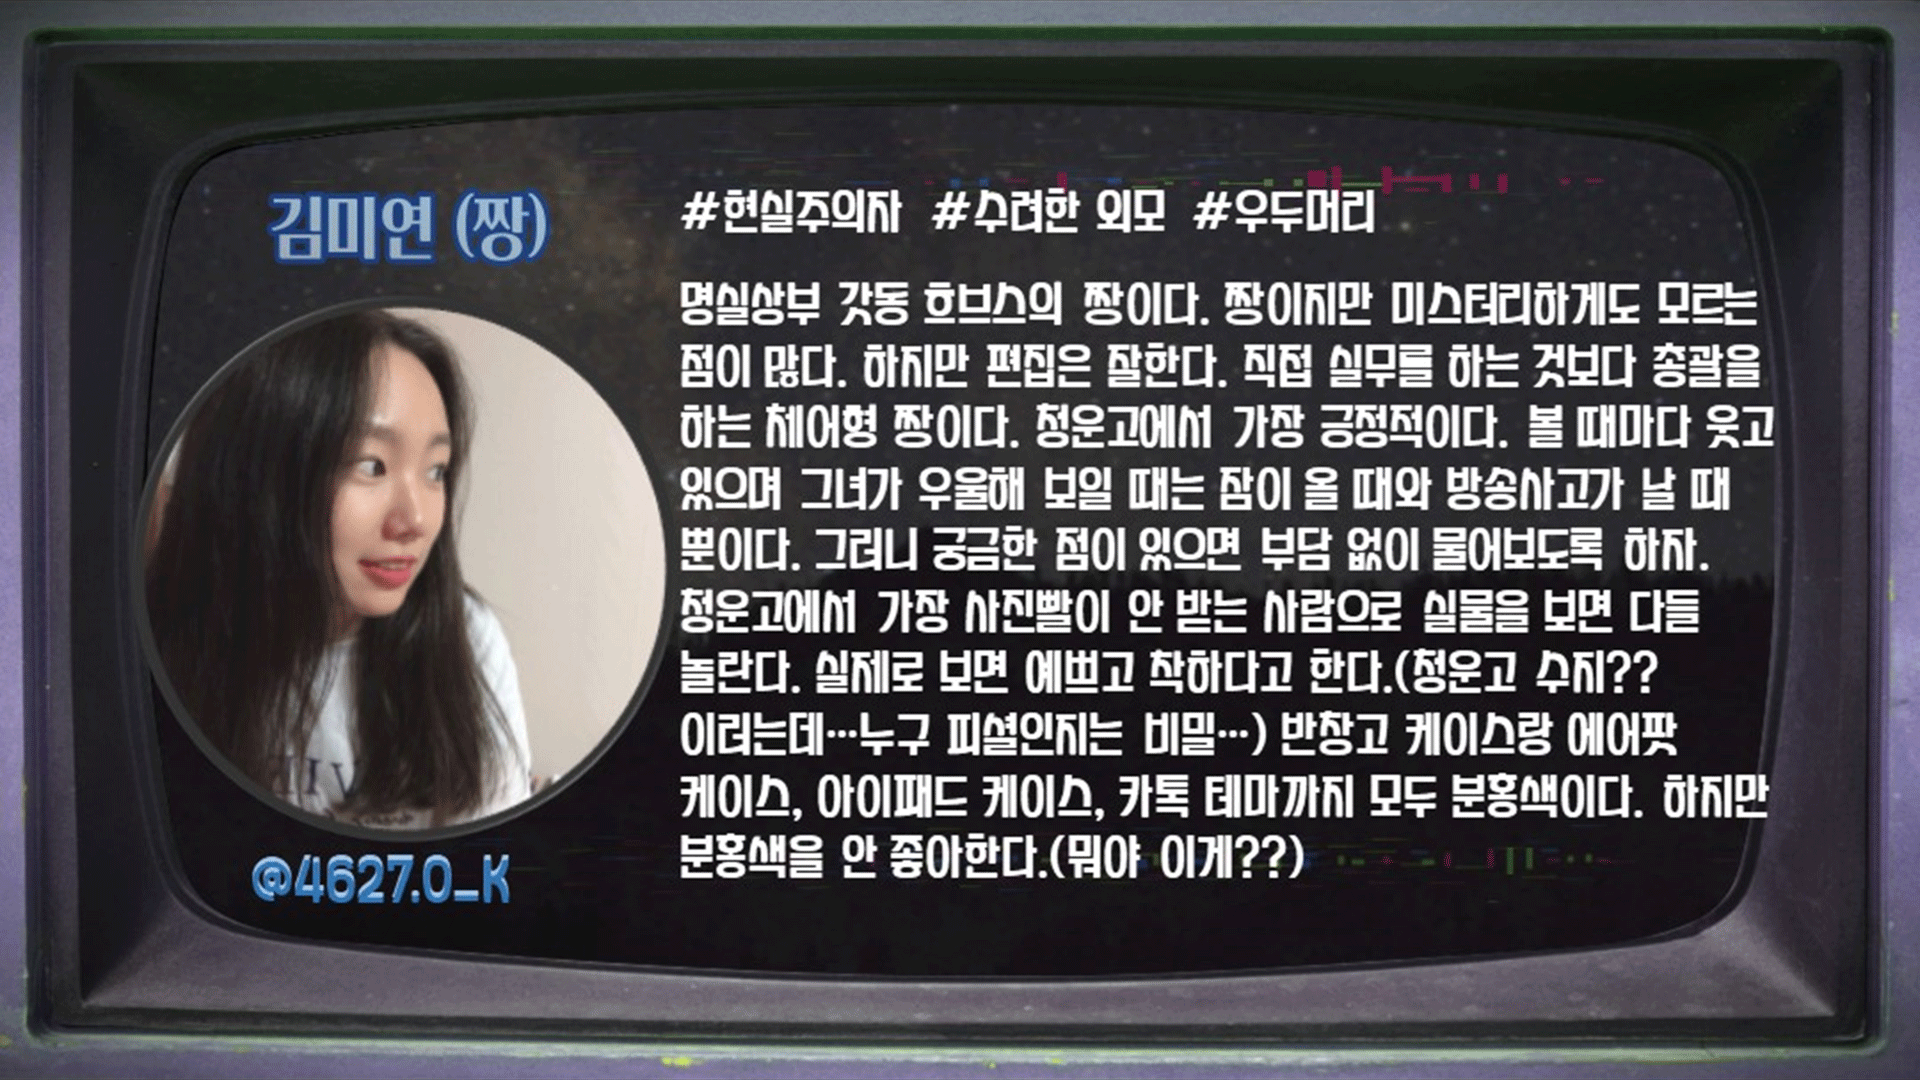 김미연 (짱)
#현실주의자 #수려한 외모 #우두머리
명실상부 갓동 흐브스의 짱이다. 짱이지만 미스터리하게도 모르는
점이 많다. 하지만 편집은 잘한다. 직접 실무를 하는 것보다 총괄을
하는 체어형 짱이다. 청운고에서 가장 긍정적이다. 볼 때마다 웃고
있으며 그녀가 우울해 보일 때는 잠이 올 때와 방송사고가 날 때
뿐이다. 그러니 궁금한 점이 있으면 부담 없이 물어보도록 하자.
청운고에서 가장 사진빨이 안 받는 사람으로 실물을 보면 다들
놀란다. 실제로 보면 예쁘고 착하다고 한다.(청운고 수지??
이러는데…누구 피셜인지는 비밀…) 반창고 케이스랑 에어팟
케이스, 아이패드 케이스, 카톡 테마까지 모두 분홍색이다. 하지만
분홍색을 안 좋아한다.(뭐야 이게??)
@4627.0_K